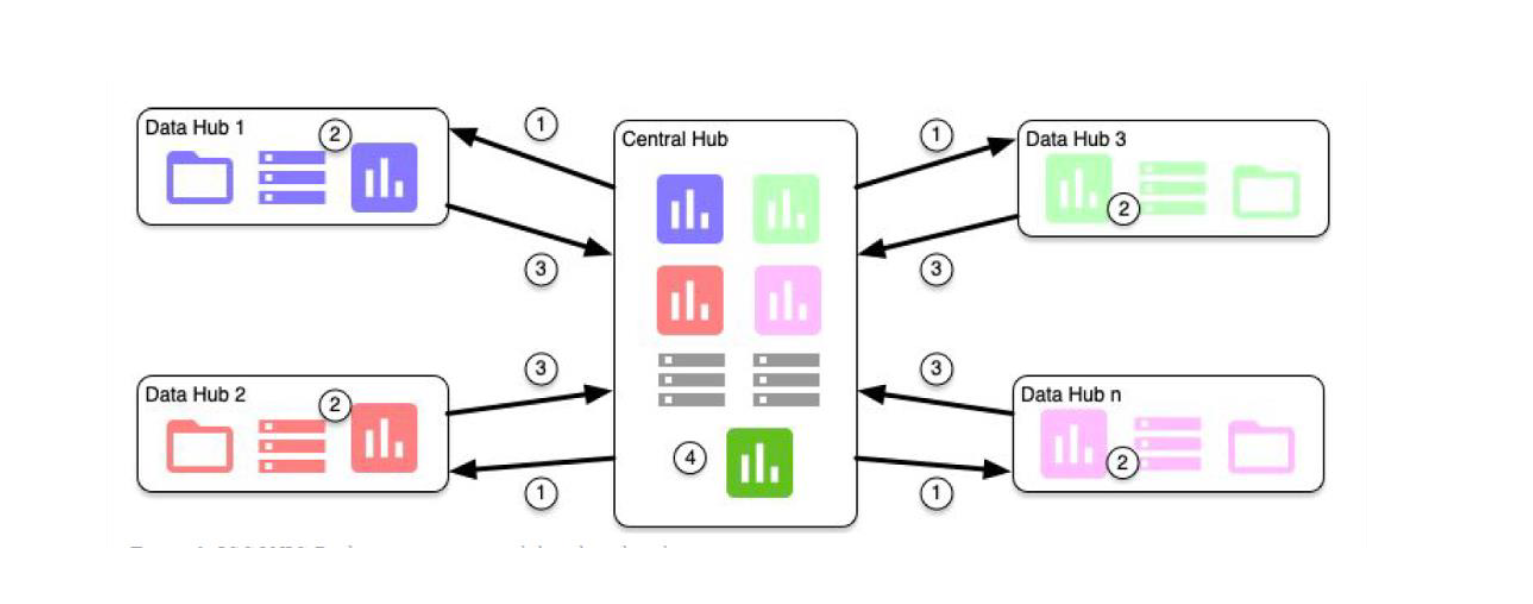 Data Hub 1
2
1
3
Central Hub
4
1
3
Data Hub 3
2
Data Hub 2
2
3
1
3
1
Data Hub n
2